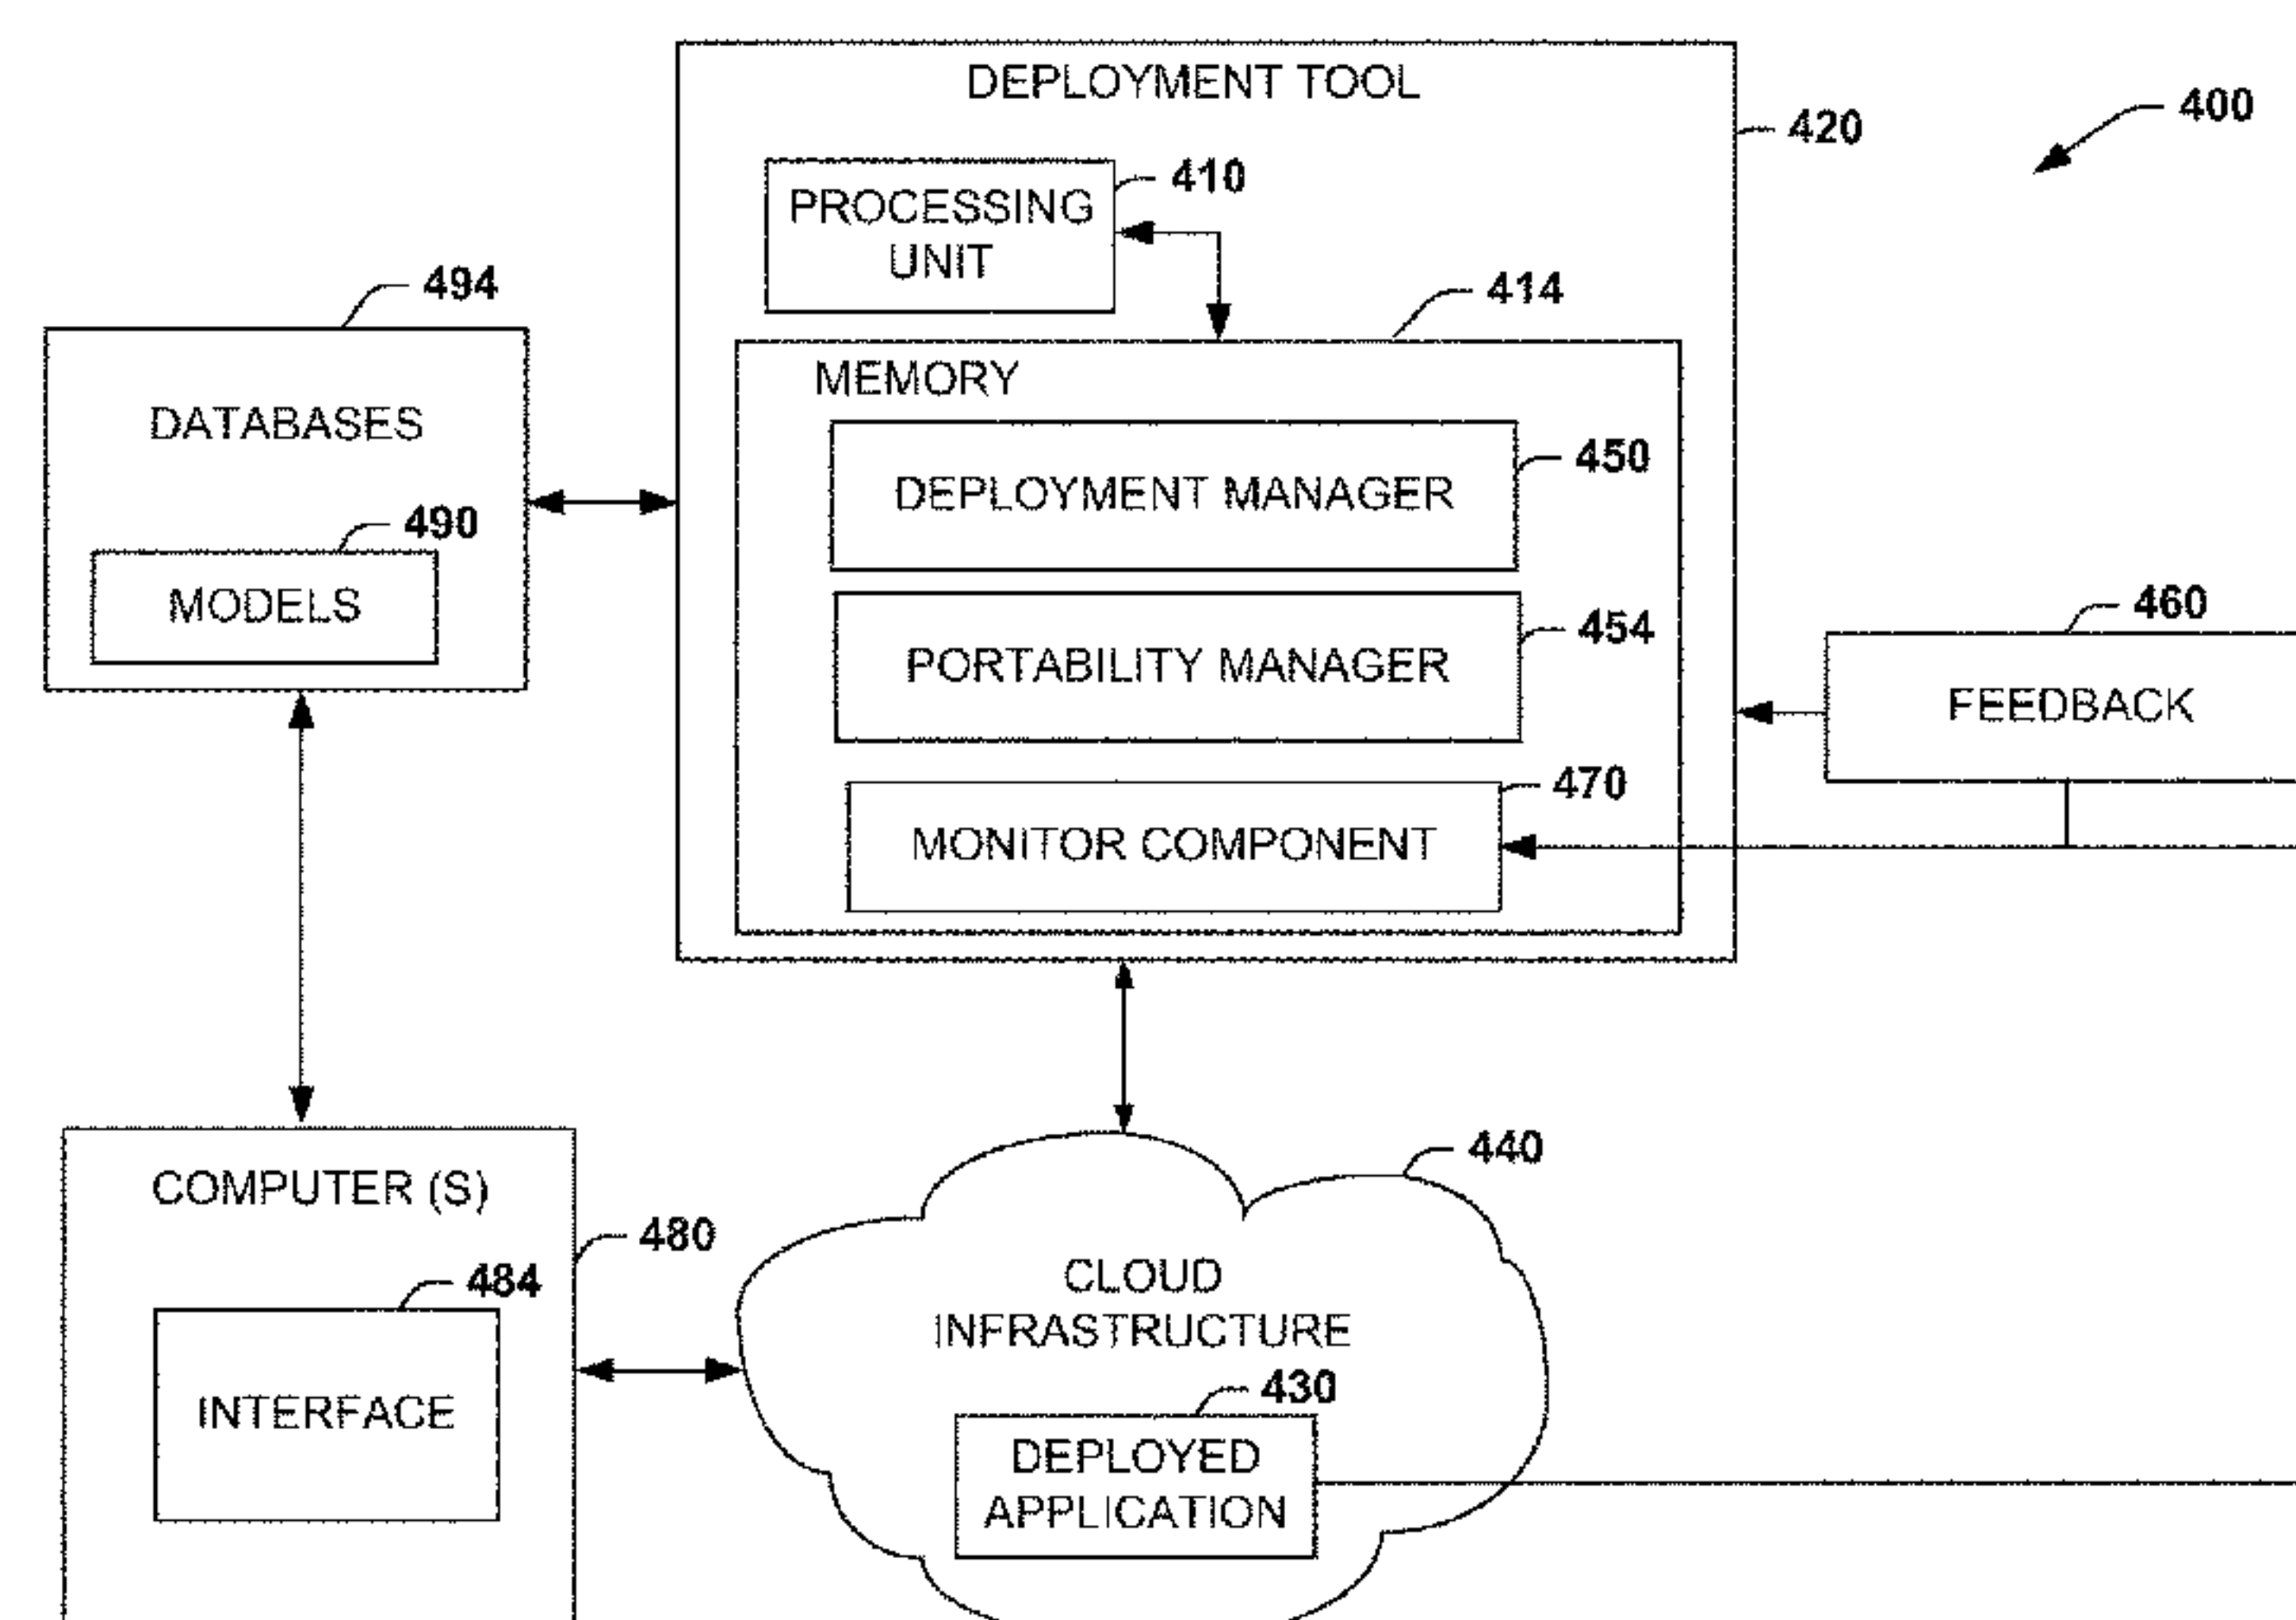 DEPLOYMENT TOOL
400
420
410
PROCESSING
UNIT
494
414
MEMORY
DATABASES
450
DEPLOYMENT MANAGER
490
MODELS
454
PORTABILITY MANAGER
460
FEEDBACK
470
MONITOR COMPONENT
440
COMPUTER (S)
480
484
CLOUD
INFRASTRUCTURE
430
INTERFACE
DEPLOYED
APPLICATION